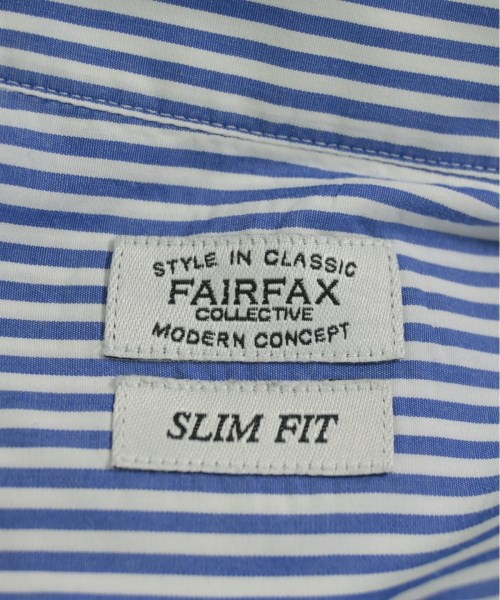 STYLE IN CLASSIC
FAIRFAX
COLLECTIVE
MODERN CONCEPT
SLIM FIT